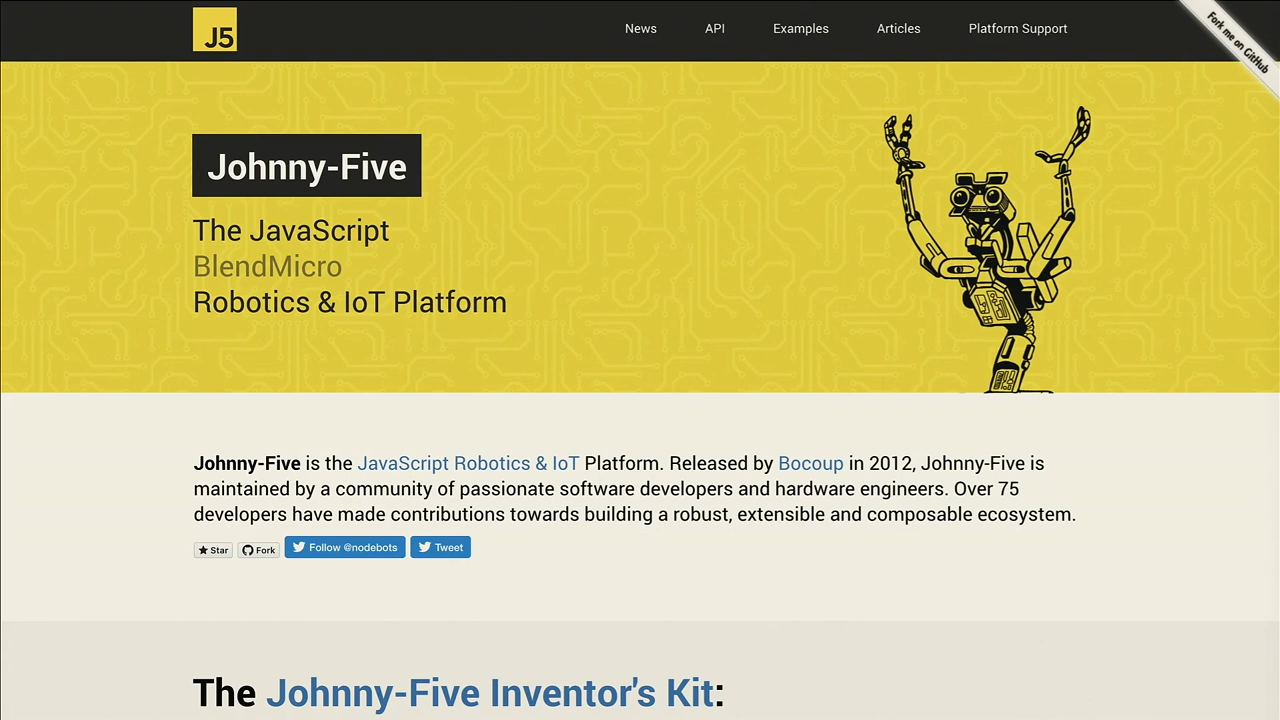 J5
News API Examples Articles Platform Support
Fork me on GitHub
Johnny-Five
The JavaScript
BlendMicro
Robotics & IoT Platform
Johnny-Five is the JavaScript Robotics & IoT Platform. Released by Bocoup in 2012, Johnny-Five is
maintained by a community of passionate software developers and hardware engineers. Over 75
developers have made contributions towards building a robust, extensible and composable ecosystem.
Star Fork Follow @nodebots Tweet
The Johnny-Five Inventor's Kit: